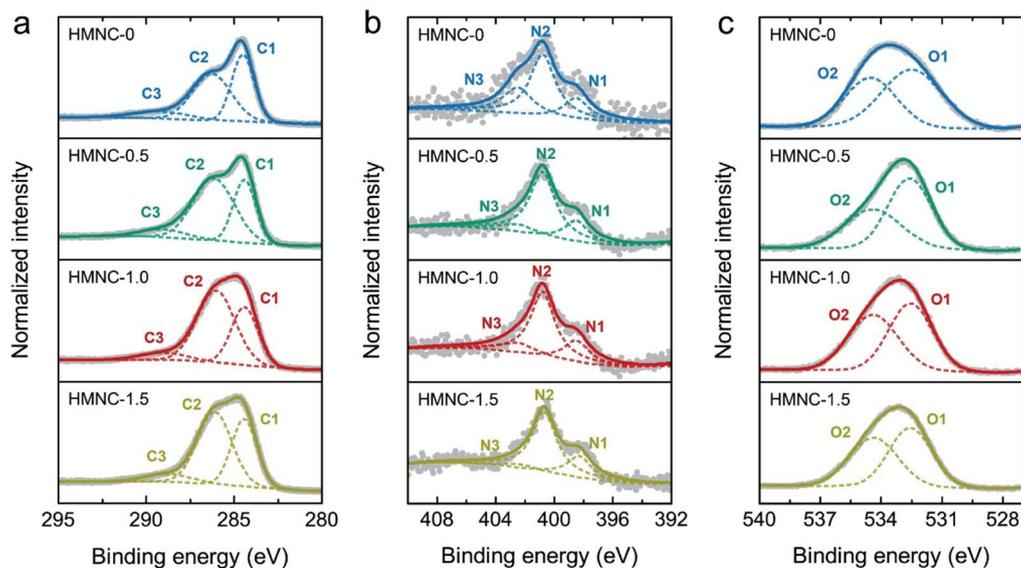 a
HMNC-0
C3
C2
C1
HMNC-0.5
C3
C2
C1
HMNC-1.0
C3
C2
C1
HMNC-1.5
C3
C2
C1
Normalized intensity
295 290 285 280
Binding energy (eV)
b
HMNC-0
N3
N2
N1
HMNC-0.5
N3
N2
N1
HMNC-1.0
N3
N2
N1
HMNC-1.5
N3
N2
N1
Normalized intensity
408 404 400 396 392
Binding energy (eV)
c
HMNC-0
O2
O1
HMNC-0.5
O2
O1
HMNC-1.0
O2
O1
HMNC-1.5
O2
O1
Normalized intensity
540 537 534 531 528
Binding energy (eV)